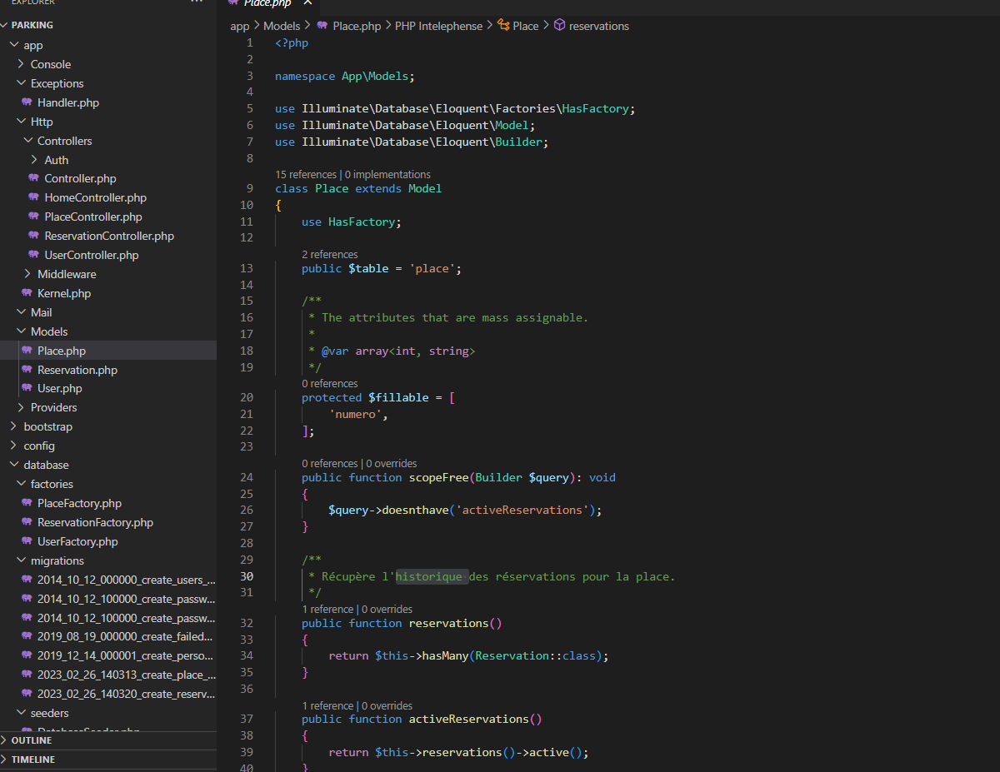 EXPLORER
···
PARKING
app
Console
Exceptions
Handler.php
Http
Controllers
Auth
Controller.php
HomeController.php
PlaceController.php
ReservationController.php
UserController.php
Middleware
Kernel.php
Mail
Models
Place.php
Reservation.php
User.php
Providers
bootstrap
config
database
factories
PlaceFactory.php
ReservationFactory.php
UserFactory.php
migrations
2014_10_12_000000_create_users_...
2014_10_12_100000_create_passw...
2014_10_12_100000_create_passw...
2019_08_19_000000_create_failed...
2019_12_14_000001_create_perso...
2023_02_26_140313_create_place_...
2023_02_26_140320_create_reserv...
seeders
DatabaseSeeder.php
OUTLINE
TIMELINE
Place.php ×
app > Models > Place.php > PHP Intelephense > Place > reservations
1 <?php
2
3 namespace App\Models;
4
5 use Illuminate\Database\Eloquent\Factories\HasFactory;
6 use Illuminate\Database\Eloquent\Model;
7 use Illuminate\Database\Eloquent\Builder;
8
15 references | 0 implementations
9 class Place extends Model
10 {
11 use HasFactory;
12
2 references
13 public $table = 'place';
14
15 /**
16 * The attributes that are mass assignable.
17 *
18 * @var array<int, string>
19 */
0 references
20 protected $fillable = [
21 'numero',
22 ];
23
0 references | 0 overrides
24 public function scopeFree(Builder $query): void
25 {
26 $query->doesnthave('activeReservations');
27 }
28
29 /**
30 * Récupère l'historique des réservations pour la place.
31 */
1 reference | 0 overrides
32 public function reservations()
33 {
34 return $this->hasMany(Reservation::class);
35 }
36
1 reference | 0 overrides
37 public function activeReservations()
38 {
39 return $this->reservations()->active();
40 }